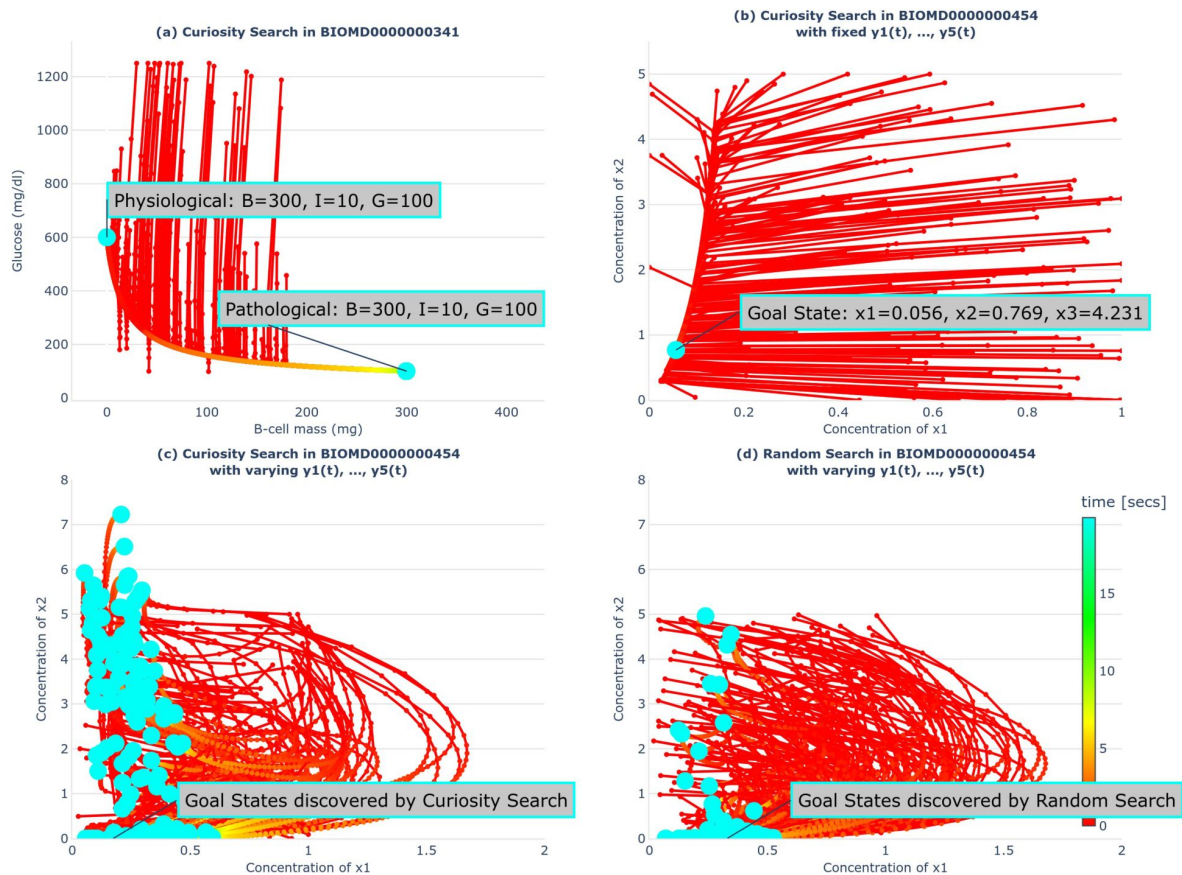 (a) Curiosity Search in BIOMD0000000341
1200
1000
800
600
400
200
0
Glucose (mg/dl)
Physiological: B=300, I=10, G=100
Pathological: B=300, I=10, G=100
0
100
200
300
400
B-cell mass (mg)
(b) Curiosity Search in BIOMD0000000454
with fixed y1(t), ..., y5(t)
5
4
3
2
1
0
Concentration of x2
Goal State: x1=0.056, x2=0.769, x3=4.231
0
0.2
0.4
0.6
0.8
1
Concentration of x1
(c) Curiosity Search in BIOMD0000000454
with varying y1(t), ..., y5(t)
8
7
6
5
4
3
2
1
0
Concentration of x2
Goal States discovered by Curiosity Search
0
0.5
1
1.5
2
Concentration of x1
(d) Random Search in BIOMD0000000454
with varying y1(t), ..., y5(t)
8
7
6
5
4
3
2
1
0
Concentration of x2
Goal States discovered by Random Search
0
0.5
1
1.5
2
Concentration of x1
time [secs]
15
10
5
0